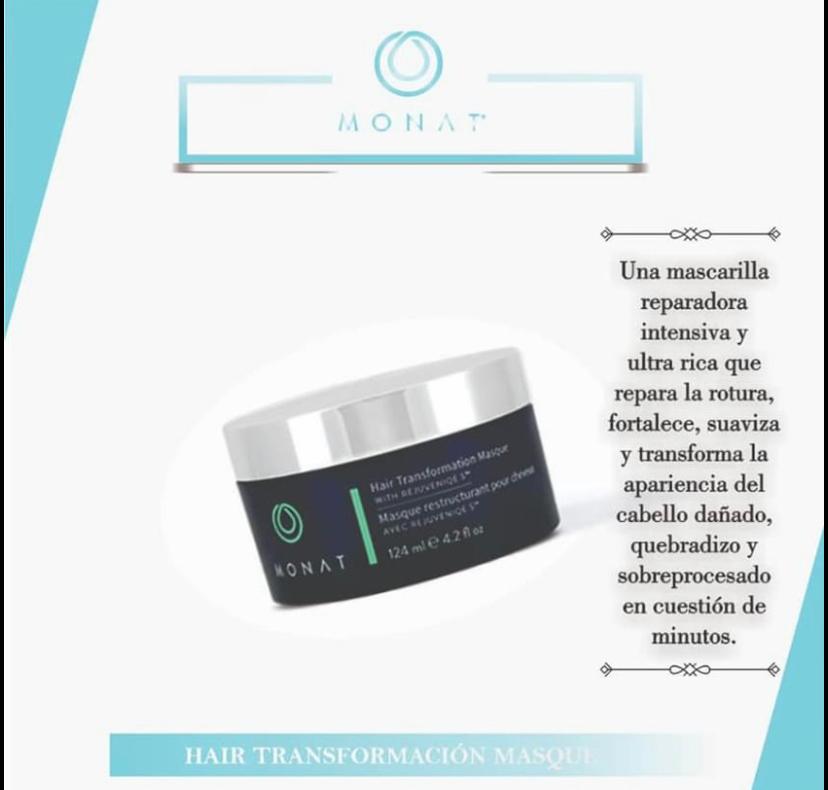 MONAT
Una mascarilla
reparadora
intensiva y
ultra rica que
repara la rotura,
fortalece, suaviza
y transforma la
apariencia del
cabello dañado,
quebradizo y
sobreprocesado
en cuestión de
minutos.
Hair Transformation Masque
WITH REJUVENIQE S™
Masque restructurant pour cheveux
AVEC REJUVENIQE S™
124 ml ℮ 4.2 fl oz
MONAT
HAIR TRANSFORMACIÓN MASQUE